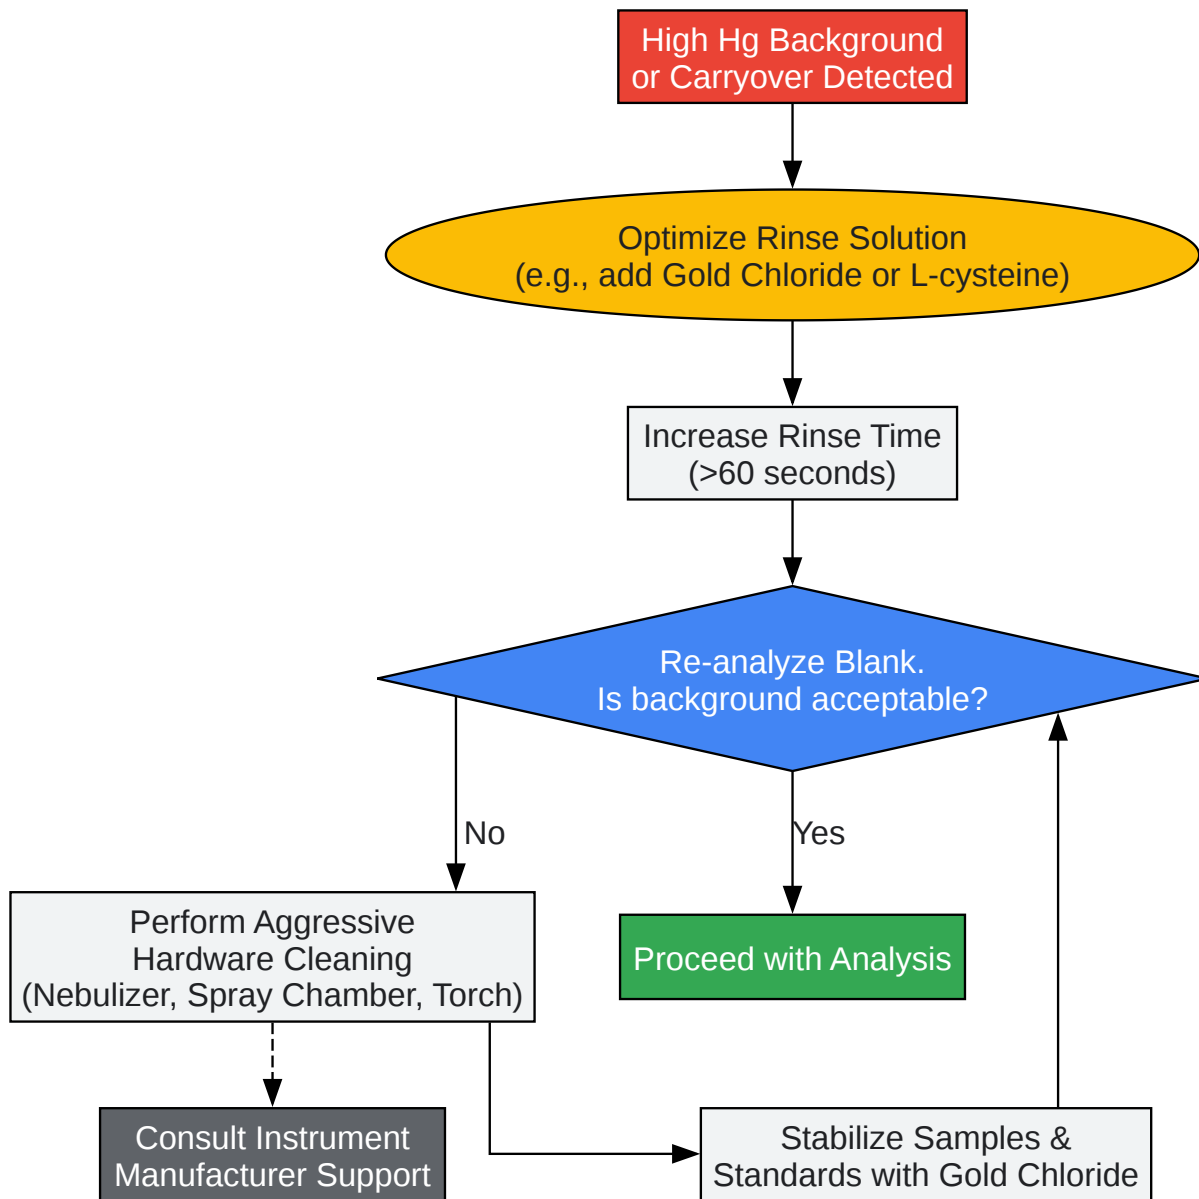 High Hg Background
or Carryover Detected
Optimize Rinse Solution
(e.g., add Gold Chloride or L-cysteine)
Increase Rinse Time
(>60 seconds)
Re-analyze Blank.
Is background acceptable?
No
Yes
Perform Aggressive
Hardware Cleaning
(Nebulizer, Spray Chamber, Torch)
Proceed with Analysis
Consult Instrument
Manufacturer Support
Stabilize Samples &
Standards with Gold Chloride